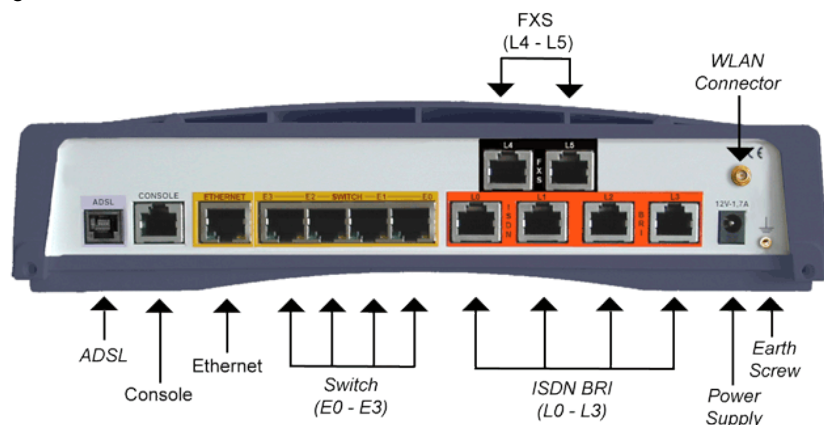 FXS
(L4 - L5)
WLAN
Connector
L4
L5
FXS
CE
ADSL
CONSOLE
ETHERNET
E3
E2
SWITCH
E1
E0
L0
ISDN
L1
L2
BRI
L3
12V-1,7A
ADSL
Console
Ethernet
Switch
(E0 - E3)
ISDN BRI
(L0 - L3)
Power
Supply
Earth
Screw